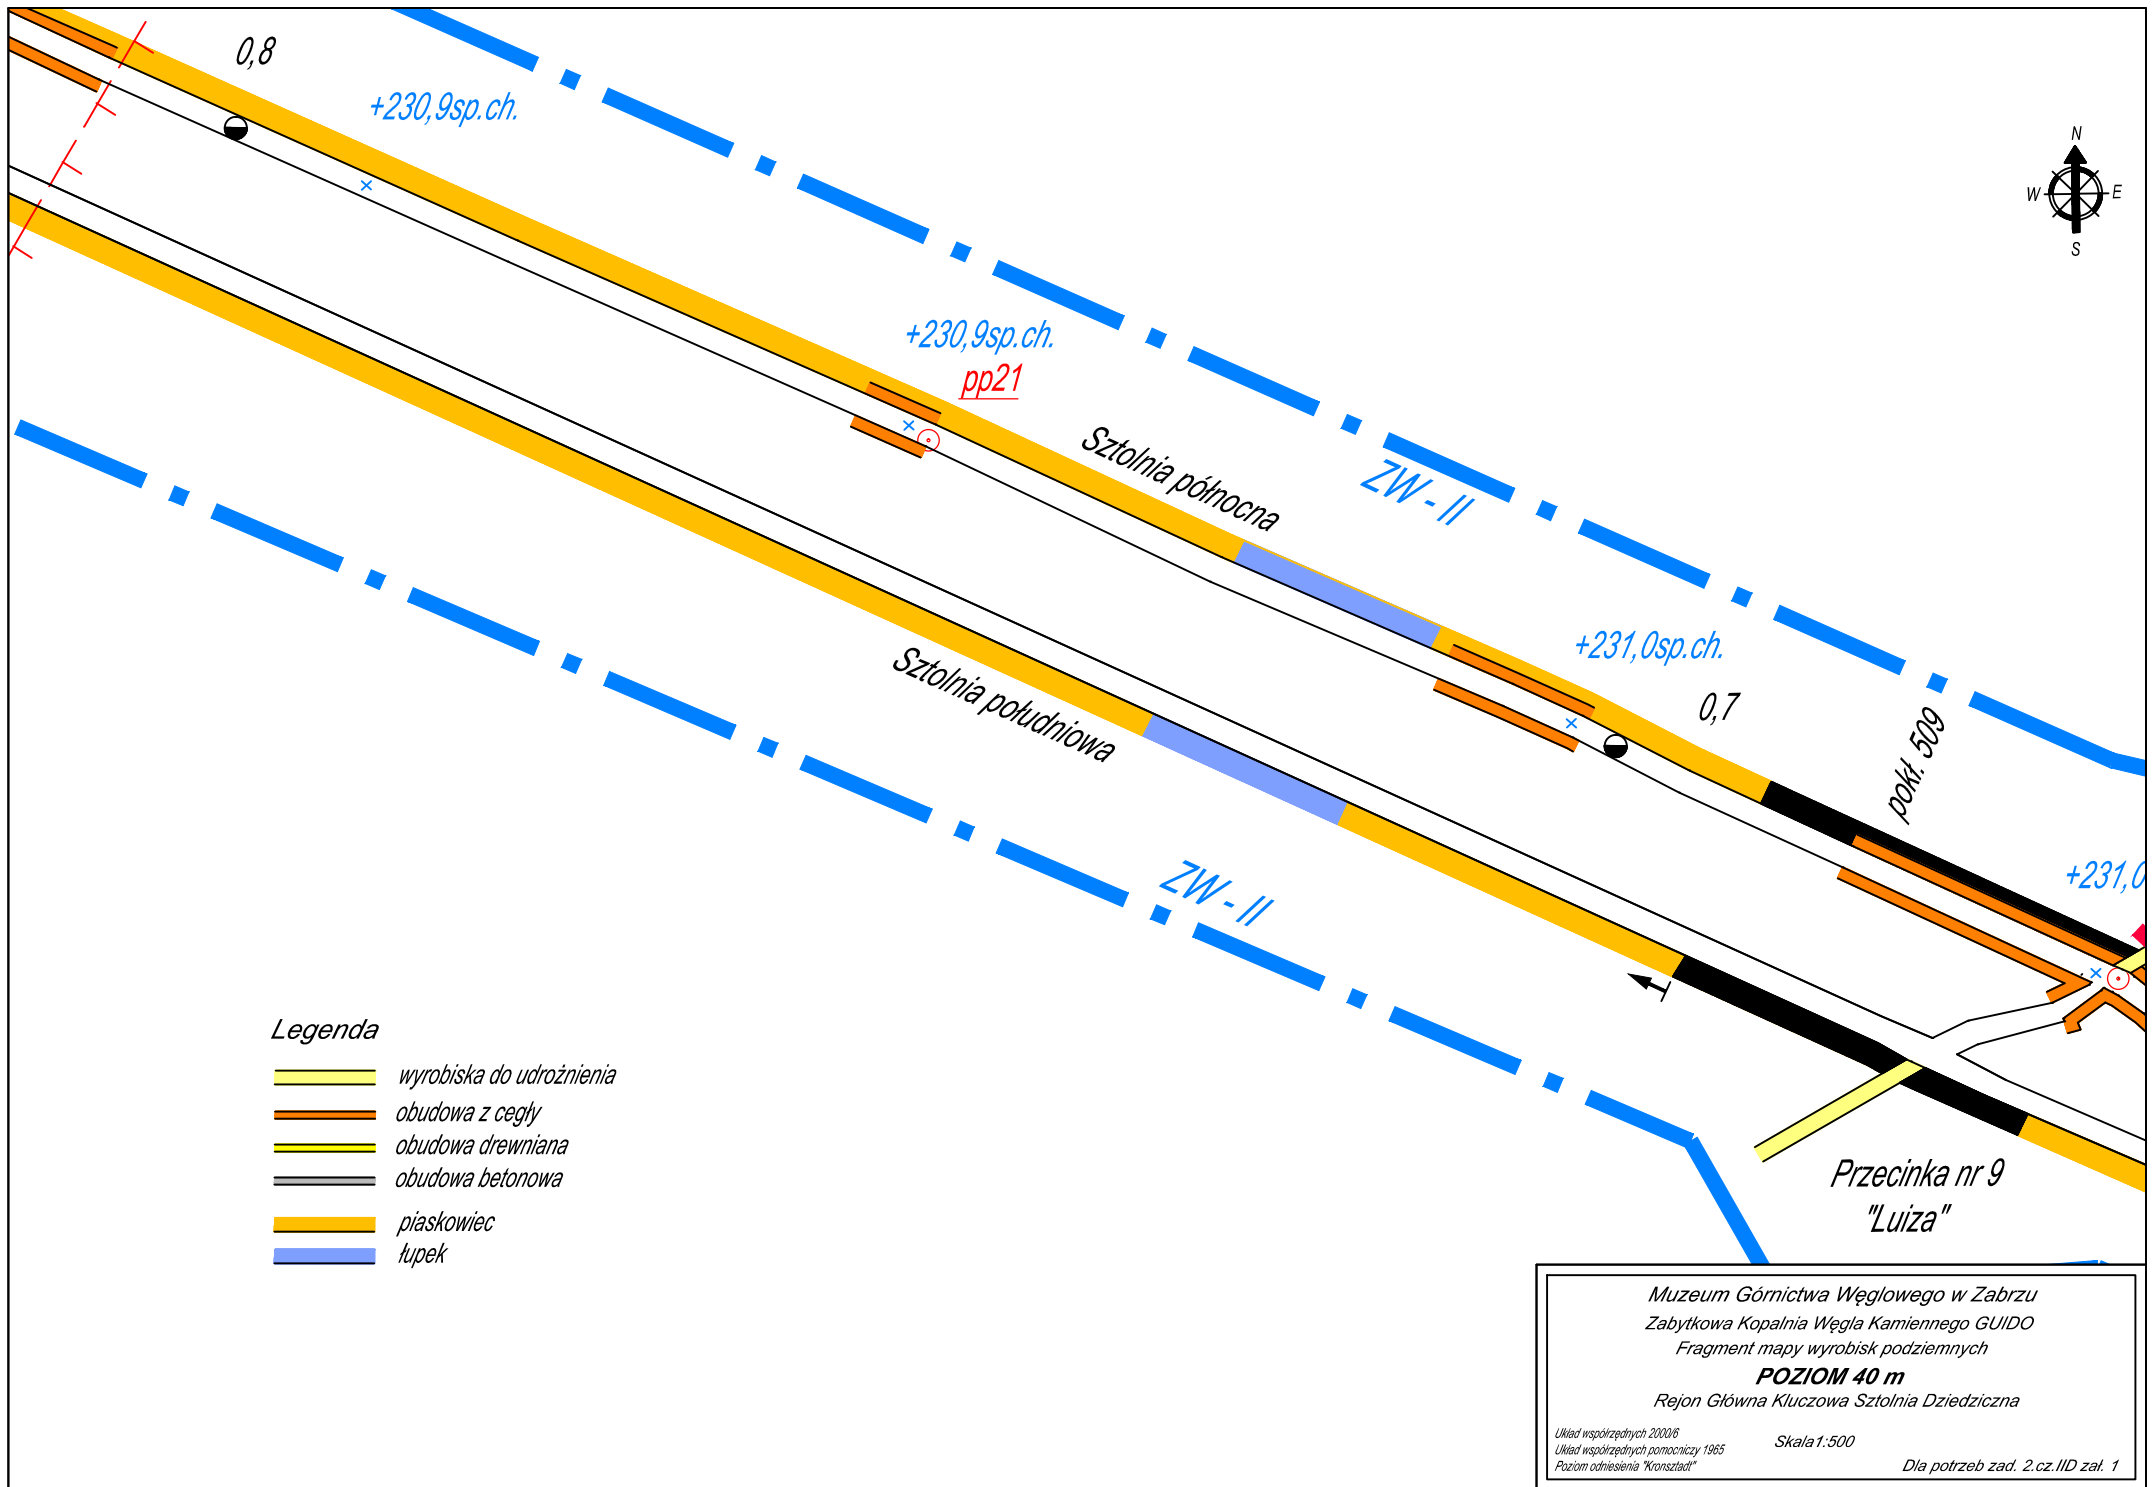 0,8
+230,9sp.ch.
N
W
E
S
+230,9sp.ch.
pp21
Sztolnia północna
ZW - II
+231,0sp.ch.
0,7
pokł. 509
Sztolnia południowa
+231,0
ZW - II
Legenda
wyrobiska do udrożnienia
obudowa z cegły
obudowa drewniana
obudowa betonowa
piaskowiec
łupek
Przecinka nr 9
"Luiza"
Muzeum Górnictwa Węglowego w Zabrzu
Zabytkowa Kopalnia Węgla Kamiennego GUIDO
Fragment mapy wyrobisk podziemnych
POZIOM 40 m
Rejon Główna Kluczowa Sztolnia Dziedziczna
Układ współrzędnych 2000/6
Układ współrzędnych pomocniczy 1965
Poziom odniesienia "Kronsztadt"
Skala1:500
Dla potrzeb zad. 2.cz.IID zał. 1